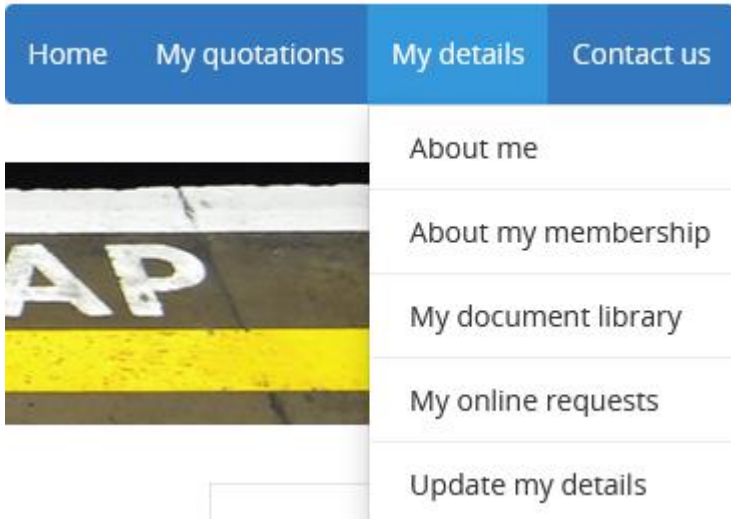 Home My quotations My details Contact us
About me
About my membership
AP
My document library
My online requests
Update my details